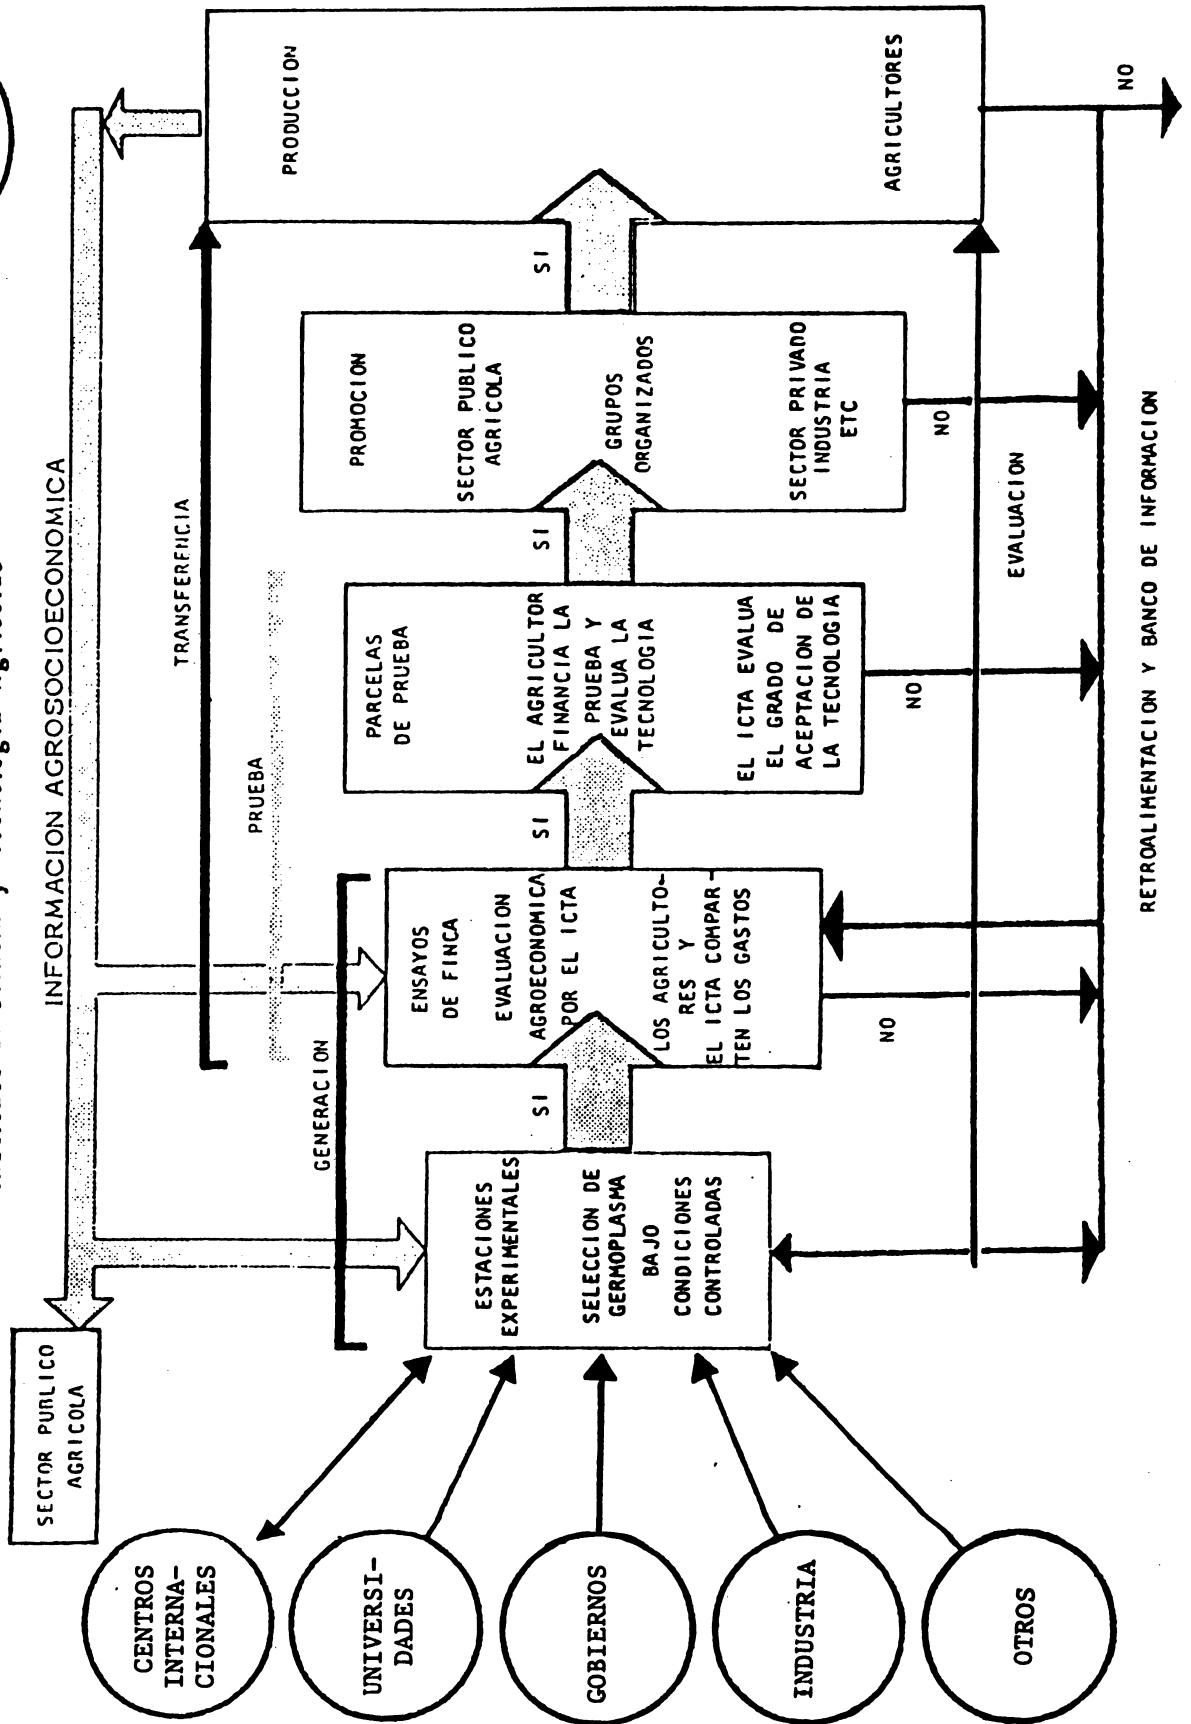 INFORMACION AGROSOCIOECONOMICA
SECTOR PUBLICO
AGRICOLA
TRANSFERENCIA
PRUEBA
GENERACION
CENTROS
INTERNA-
CIONALES
UNIVERSI-
DADES
GOBIERNOS
INDUSTRIA
OTROS
ESTACIONES
EXPERIMENTALES
SELECCION DE
GERMOPLASMA
BAJO
CONDICIONES
CONTROLADAS
SI
ENSAYOS
DE FINCA
EVALUACION
AGROECONOMICA
POR EL ICTA
LOS AGRICULTO-
RES Y
EL ICTA COMPAR-
TEN LOS GASTOS
NO
SI
PARCELAS
DE PRUEBA
EL AGRICULTOR
FINANCIA LA
PRUEBA Y
EVALUA LA
TECNOLOGIA
EL ICTA EVALUA
EL GRADO DE
ACEPTACION DE
LA TECNOLOGIA
NO
SI
PROMOCION
SECTOR PUBLICO
AGRICOLA
GRUPOS
ORGANIZADOS
SECTOR PRIVADO
INDUSTRIA
ETC
NO
SI
PRODUCCION
AGRICULTORES
NO
EVALUACION
RETROALIMENTACION Y BANCO DE INFORMACION